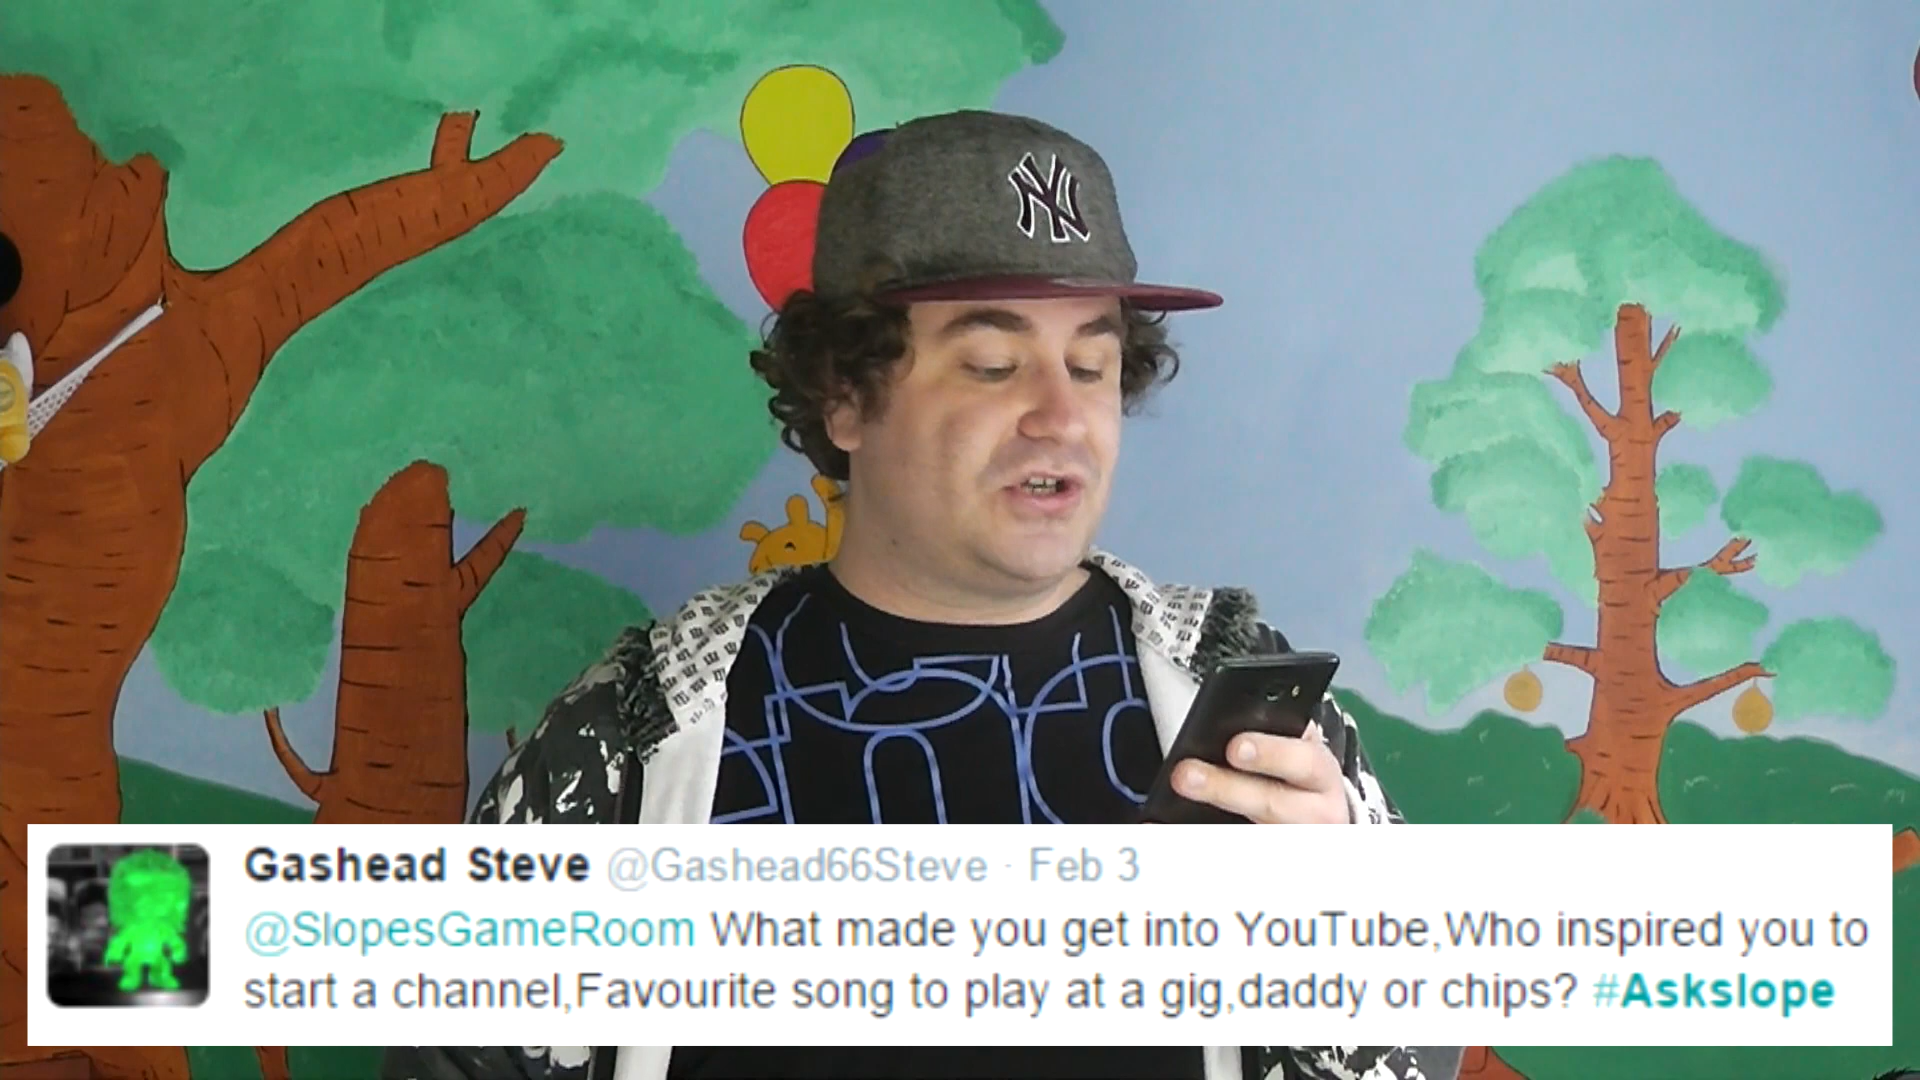 NY
Gashead Steve @Gashead66Steve · Feb 3
@SlopesGameRoom What made you get into YouTube,Who inspired you to
start a channel,Favourite song to play at a gig,daddy or chips? #Askslope